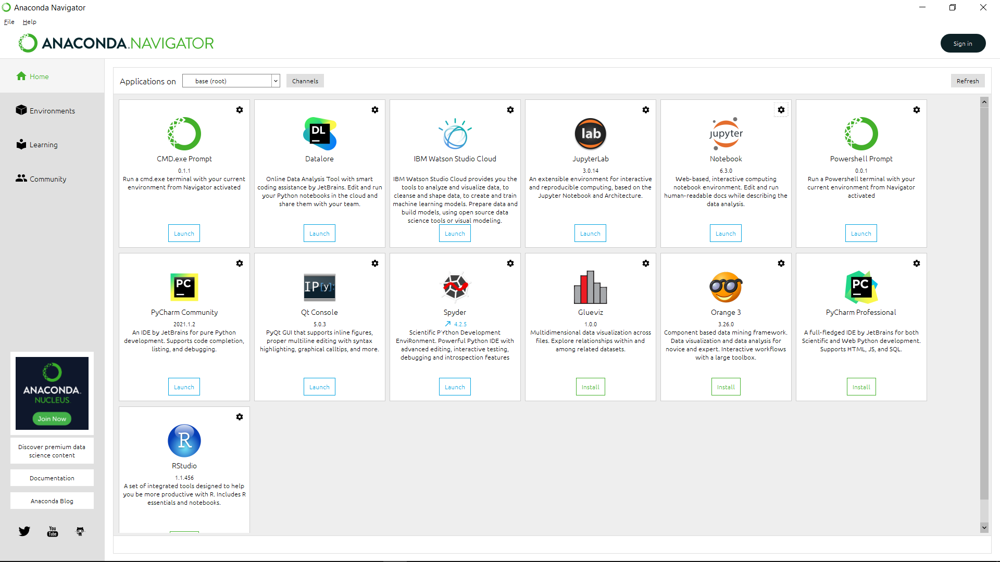 Anaconda Navigator
File Help
ANACONDA.NAVIGATOR
Sign in
Home
Environments
Learning
Community
ANACONDA.
NUCLEUS
Join Now
Discover premium data
science content
Documentation
Anaconda Blog
You
Tube
Applications on
base (root)
Channels
Refresh
CMD.exe Prompt
0.1.1
Run a cmd.exe terminal with your current
environment from Navigator activated
Launch
DL
Datalore
Online Data Analysis Tool with smart
coding assistance by JetBrains. Edit and run
your Python notebooks in the cloud and
share them with your team.
Launch
IBM Watson Studio Cloud
IBM Watson Studio Cloud provides you the
tools to analyze and visualize data, to
cleanse and shape data, to create and train
machine learning models. Prepare data and
build models, using open source data
science tools or visual modeling.
Launch
lab
JupyterLab
3.0.14
An extensible environment for interactive
and reproducible computing, based on the
Jupyter Notebook and Architecture.
Launch
jupyter
Notebook
6.3.0
Web-based, interactive computing
notebook environment. Edit and run
human-readable docs while describing the
data analysis.
Launch
Powershell Prompt
0.0.1
Run a Powershell terminal with your
current environment from Navigator
activated
Launch
PC
PyCharm Community
2021.1.2
An IDE by JetBrains for pure Python
development. Supports code completion,
listing, and debugging.
Launch
IP[y]:
Qt Console
5.0.3
PyQt GUI that supports inline figures,
proper multiline editing with syntax
highlighting, graphical calltips, and more.
Launch
Spyder
4.2.5
Scientific PYthon Development
EnviRonment. Powerful Python IDE with
advanced editing, interactive testing,
debugging and introspection features
Launch
Glueviz
1.0.0
Multidimensional data visualization across
files. Explore relationships within and
among related datasets.
Install
Orange 3
3.26.0
Component based data mining framework.
Data visualization and data analysis for
novice and expert. Interactive workflows
with a large toolbox.
Install
PC
PyCharm Professional
A full-fledged IDE by JetBrains for both
Scientific and Web Python development.
Supports HTML, JS, and SQL.
Install
R
RStudio
1.1.456
A set of integrated tools designed to help
you be more productive with R. Includes R
essentials and notebooks.